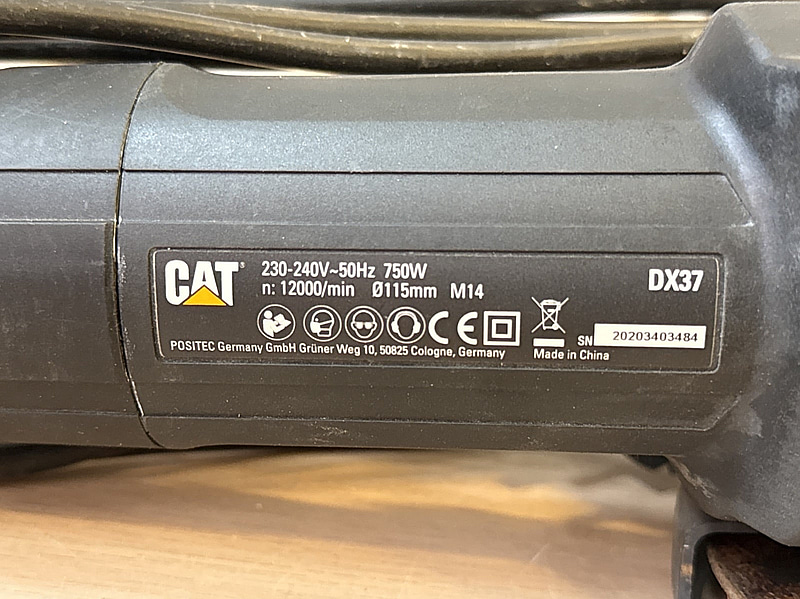 CAT® 230-240V~50Hz 750W
n: 12000/min Ø115mm M14
DX37
CE
SN 20203403484
POSITEC Germany GmbH Grüner Weg 10, 50825 Cologne, Germany
Made in China